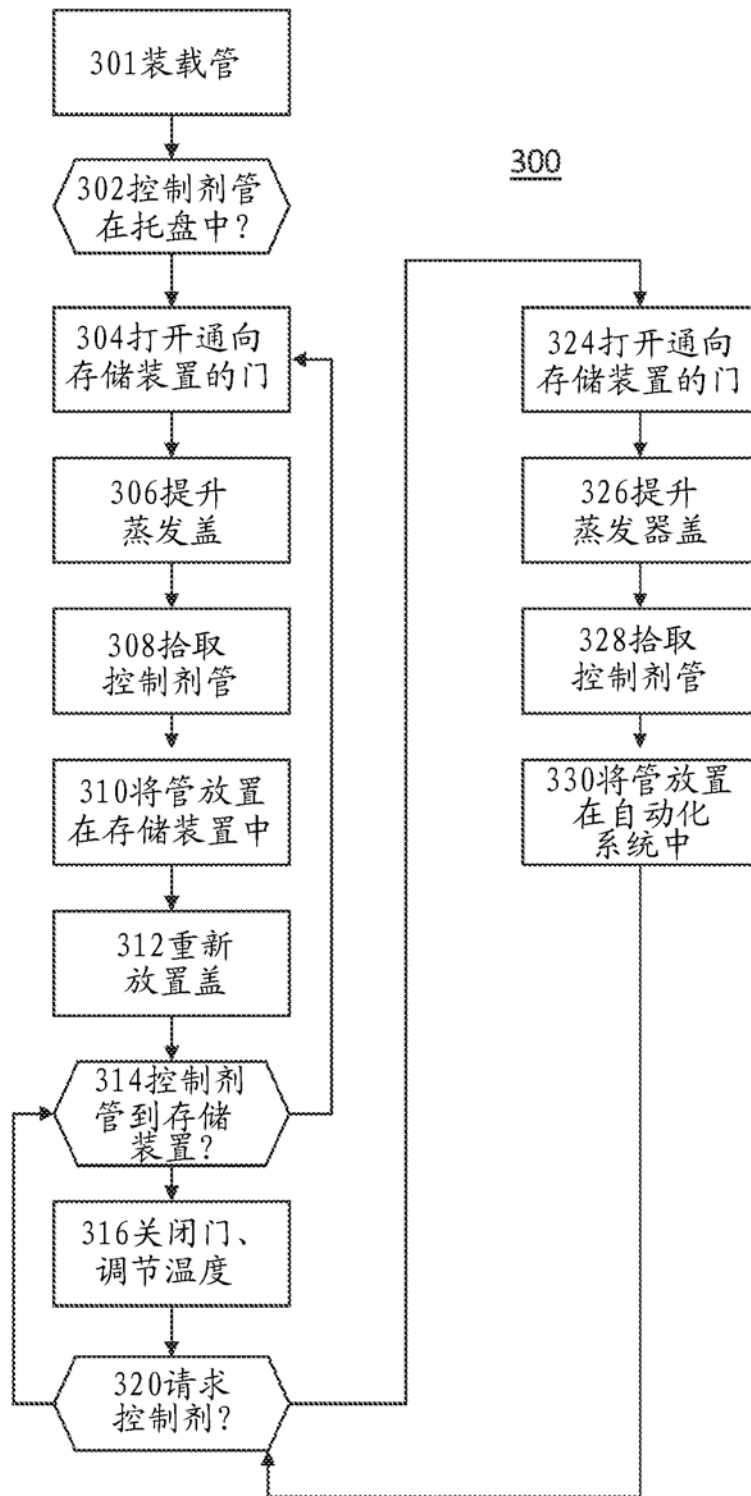 301装载管
300
302控制剂管
在托盘中?
304打开通向
存储装置的门
306提升
蒸发盖
308拾取
控制剂管
310将管放置
在存储装置中
312重新
放置盖
314控制剂
管到存储
装置?
316关闭门、
调节温度
320请求
控制剂?
324打开通向
存储装置的门
326提升
蒸发器盖
328拾取
控制剂管
330将管放置
在自动化
系统中